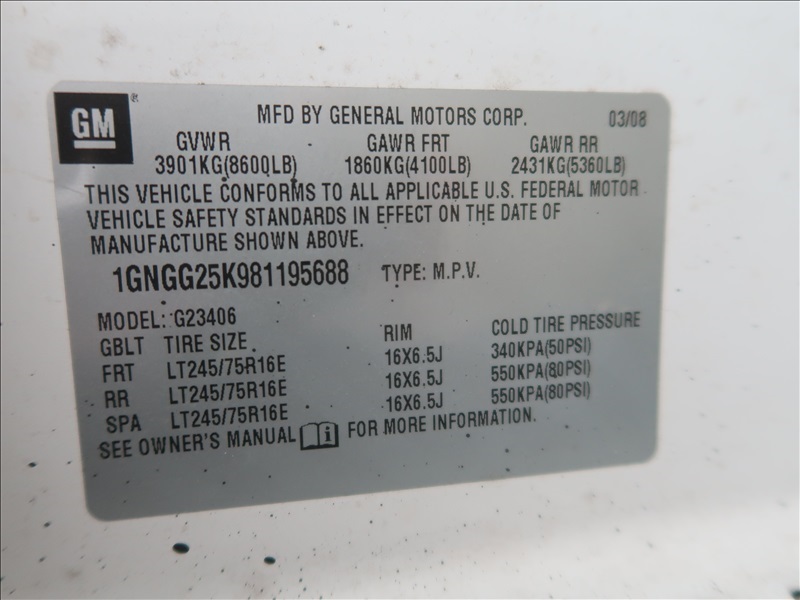 GM ® MFD BY GENERAL MOTORS CORP. 03/08
GVWR GAWR FRT GAWR RR
3901KG(8600LB) 1860KG(4100LB) 2431KG(5360LB)
THIS VEHICLE CONFORMS TO ALL APPLICABLE U.S. FEDERAL MOTOR
VEHICLE SAFETY STANDARDS IN EFFECT ON THE DATE OF
MANUFACTURE SHOWN ABOVE.
1GNGG25K981195688 TYPE: M.P.V.
MODEL: G23406
GBLT TIRE SIZE RIM COLD TIRE PRESSURE
FRT LT245/75R16E 16X6.5J 340KPA(50PSI)
RR LT245/75R16E 16X6.5J 550KPA(80PSI)
SPA LT245/75R16E 16X6.5J 550KPA(80PSI)
SEE OWNER'S MANUAL i FOR MORE INFORMATION.